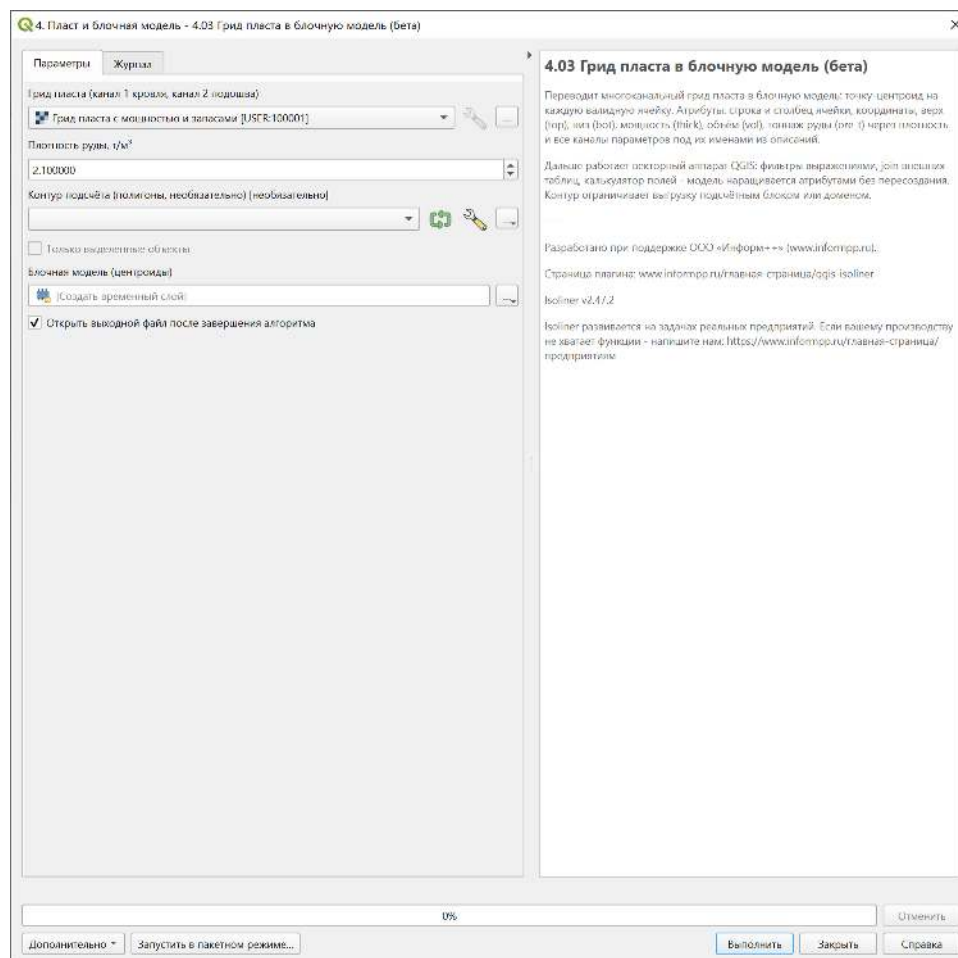 4. Пласт и блочная модель - 4.03 Грид пласта в блочную модель (бета)
Параметры
Журнал
Грид пласта (канал 1 кровля, канал 2 подошва)
Грид пласта с мощностью и запасами [USER:100001]
Плотность руды, т/м³
2.100000
Контур подсчёта (полигоны, необязательно) [необязательно]
Только выделенные объекты
Блочная модель (центроиды)
[Создать временный слой]
Открыть выходной файл после завершения алгоритма
4.03 Грид пласта в блочную модель (бета)
Переводит многоканальный грид пласта в блочную модель: точку-центроид на
каждую валидную ячейку. Атрибуты: строка и столбец ячейки, координаты, верх
(top), низ (bot), мощность (thick), объём (vol), тоннаж руды (ore_t) через плотность
и все каналы параметров под их именами из описаний.
Дальше работает векторный аппарат QGIS: фильтры выражениями, join внешних
таблиц, калькулятор полей - модель наращивается атрибутами без пересоздания.
Контур ограничивает выгрузку подсчётным блоком или доменом.
Разработано при поддержке ООО «Информ++» (www.informpp.ru).
Страница плагина: www.informpp.ru/главная-страница/qgis-isoliner
Isoliner v2.47.2
Isoliner развивается на задачах реальных предприятий. Если вашему производству
не хватает функции - напишите нам: https://www.informpp.ru/главная-страница/
предприятиям
0%
Отменить
Дополнительно
Запустить в пакетном режиме...
Выполнить
Закрыть
Справка